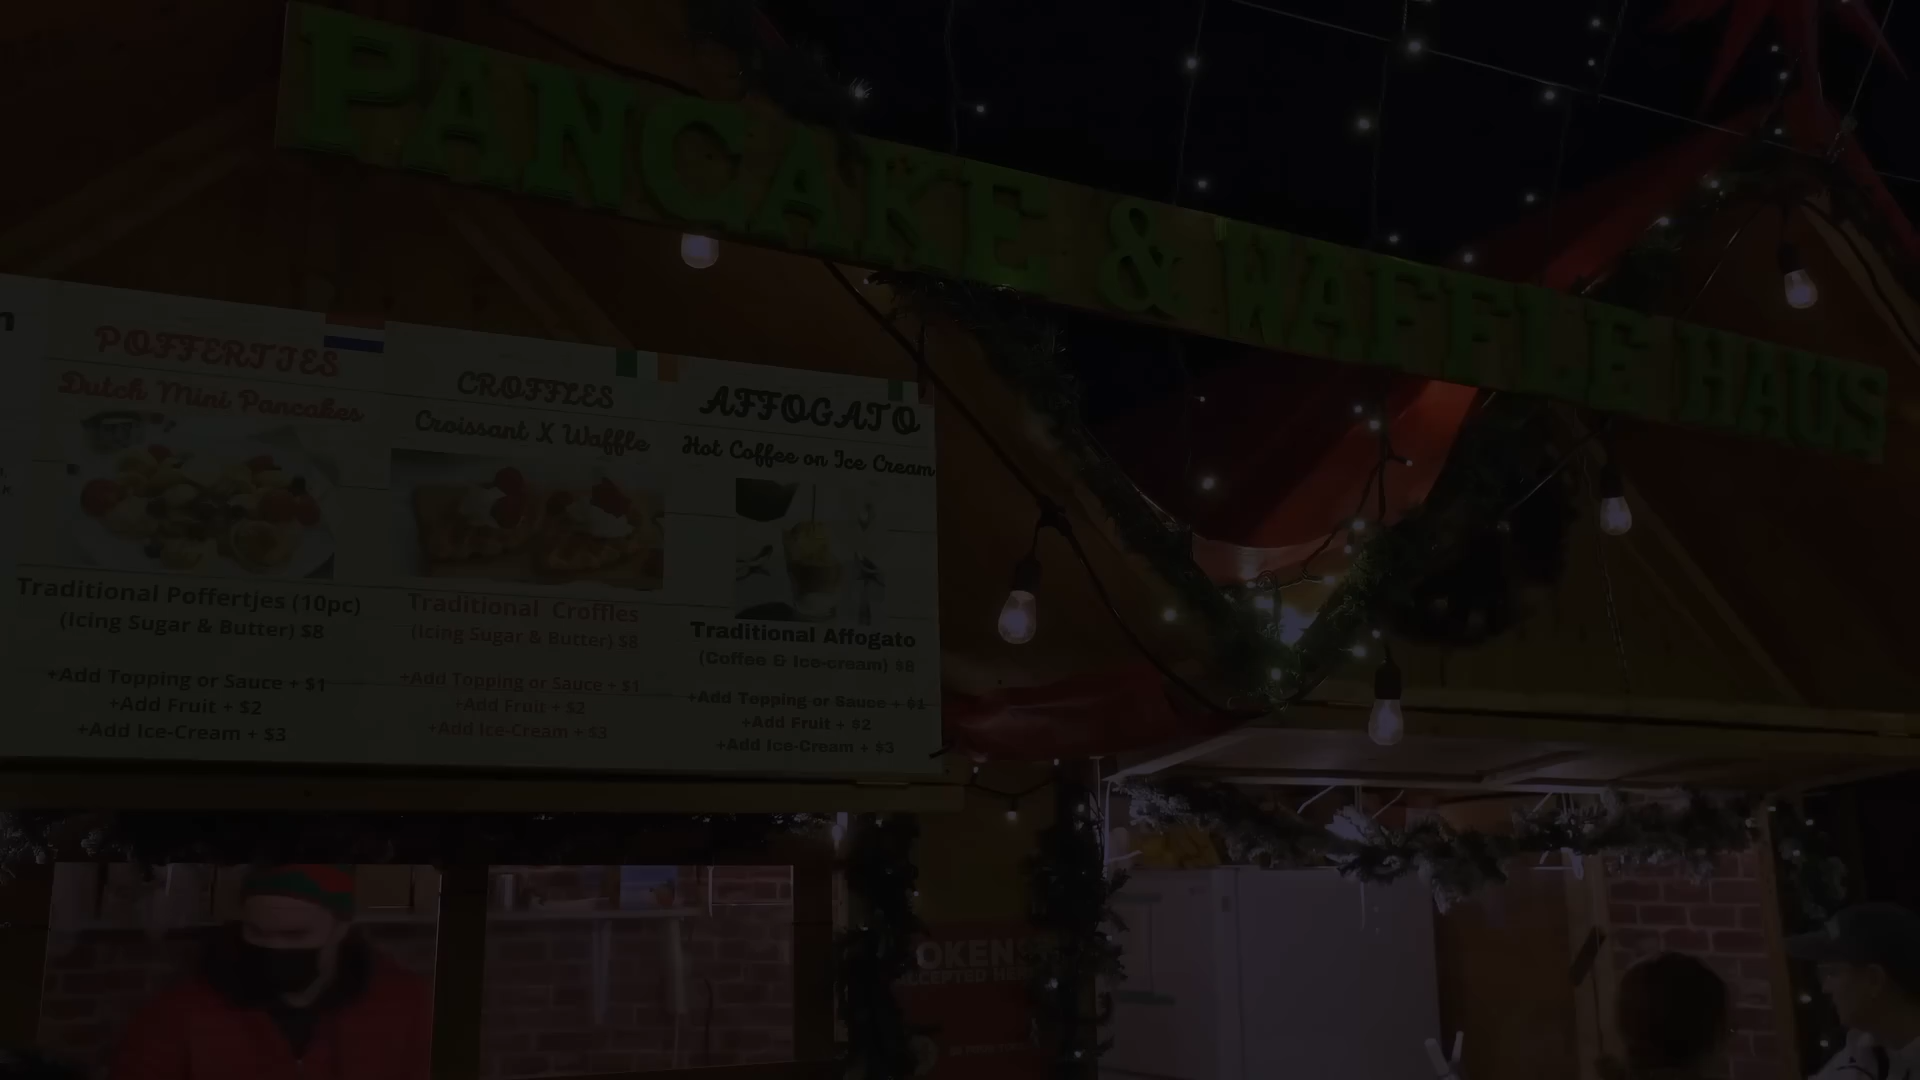 PANCAKE & WAFFLE HAUS
POFFERTJES
Dutch Mini Pancakes
Traditional Poffertjes (10pc)
(Icing Sugar & Butter) $8
+Add Topping or Sauce + $1
+Add Fruit + $2
+Add Ice-Cream + $3
CROFFLES
Croissant X Waffle
Traditional Croffles
(Icing Sugar & Butter) $8
+Add Topping or Sauce + $1
+Add Fruit + $2
+Add Ice-Cream + $3
AFFOGATO
Hot Coffee on Ice Cream
Traditional Affogato
(Coffee & Ice-cream) $8
+Add Topping or Sauce + $1
+Add Fruit + $2
+Add Ice-Cream + $3